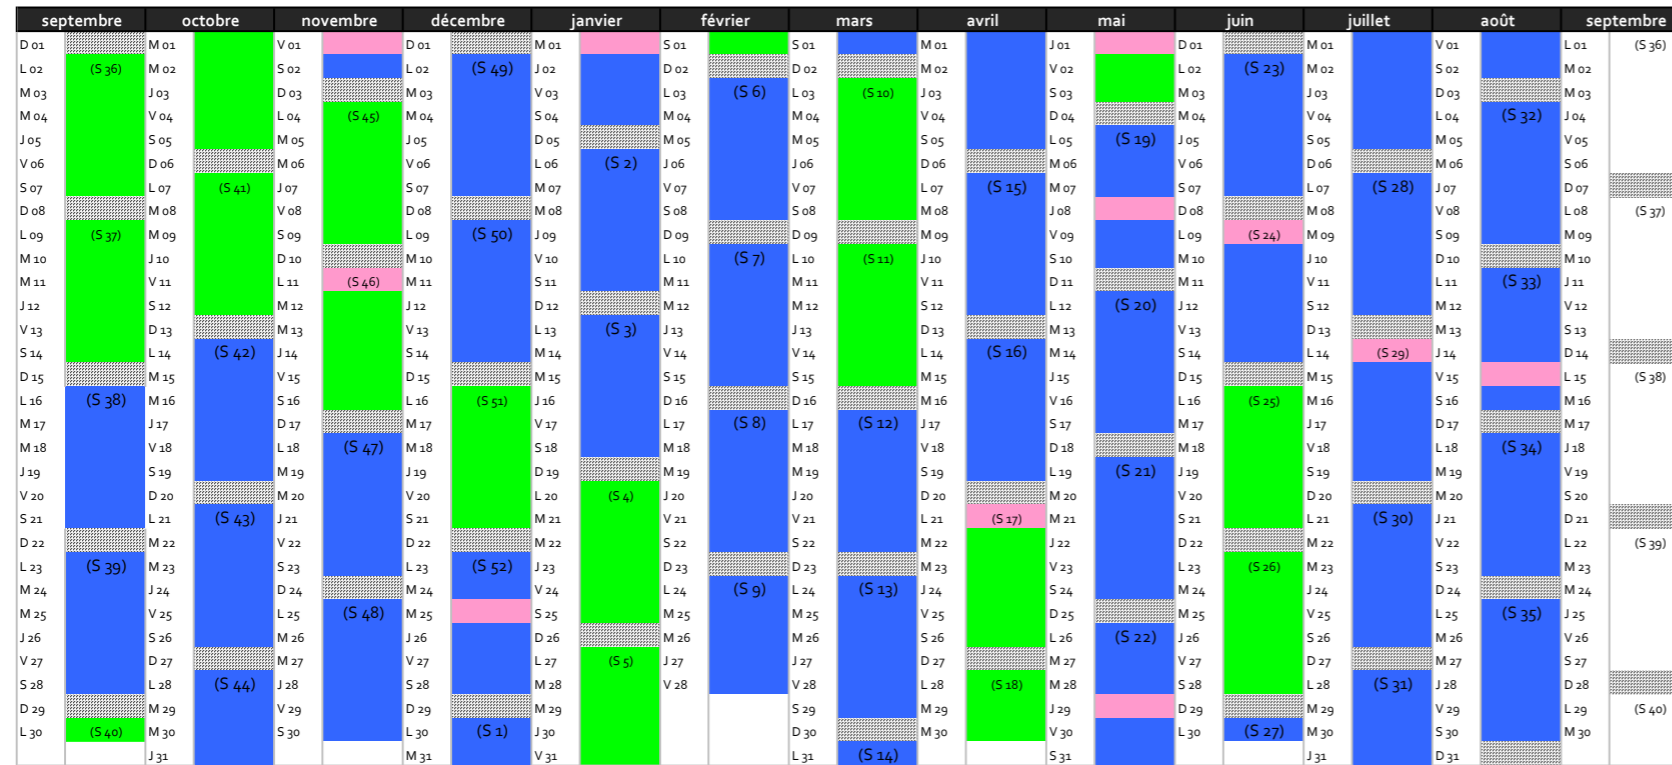 septembre octobre novembre décembre janvier février mars avril mai juin juillet août septembre
D 01 M 01 V 01 D 01 M 01 S 01 S 01 M 01 J 01 D 01 M 01 V 01 L 01 (S 36)
L 02 (S 36) M 02 S 02 L 02 (S 49) J 02 D 02 D 02 M 02 V 02 L 02 (S 23) M 02 S 02 M 02
M 03 J 03 D 03 M 03 V 03 L 03 (S 6) L 03 (S 10) J 03 S 03 M 03 J 03 D 03 M 03
M 04 V 04 L 04 (S 45) M 04 S 04 M 04 M 04 V 04 D 04 M 04 V 04 L 04 (S 32) J 04
J 05 S 05 M 05 J 05 D 05 M 05 M 05 S 05 L 05 (S 19) J 05 S 05 M 05 V 05
V 06 D 06 M 06 V 06 L 06 (S 2) J 06 J 06 D 06 M 06 V 06 D 06 M 06 S 06
S 07 L 07 (S 41) J 07 S 07 M 07 V 07 V 07 L 07 (S 15) M 07 S 07 L 07 (S 28) J 07 D 07
D 08 M 08 V 08 D 08 M 08 S 08 S 08 M 08 J 08 D 08 M 08 V 08 L 08 (S 37)
L 09 (S 37) M 09 S 09 L 09 (S 50) J 09 D 09 D 09 M 09 V 09 L 09 (S 24) M 09 S 09 M 09
M 10 J 10 D 10 M 10 V 10 L 10 (S 7) L 10 (S 11) J 10 S 10 M 10 J 10 D 10 M 10
M 11 V 11 L 11 (S 46) M 11 S 11 M 11 M 11 V 11 D 11 M 11 V 11 L 11 (S 33) J 11
J 12 S 12 M 12 J 12 D 12 M 12 M 12 S 12 L 12 (S 20) J 12 S 12 M 12 V 12
V 13 D 13 M 13 V 13 L 13 (S 3) J 13 J 13 D 13 M 13 V 13 D 13 M 13 S 13
S 14 L 14 (S 42) J 14 S 14 M 14 V 14 V 14 L 14 (S 16) M 14 S 14 L 14 (S 29) J 14 D 14
D 15 M 15 V 15 D 15 M 15 S 15 S 15 M 15 J 15 D 15 M 15 V 15 L 15 (S 38)
L 16 (S 38) M 16 S 16 L 16 (S 51) J 16 D 16 D 16 M 16 V 16 L 16 (S 25) M 16 S 16 M 16
M 17 J 17 D 17 M 17 V 17 L 17 (S 8) L 17 (S 12) J 17 S 17 M 17 J 17 D 17 M 17
M 18 V 18 L 18 (S 47) M 18 S 18 M 18 M 18 V 18 D 18 M 18 V 18 L 18 (S 34) J 18
J 19 S 19 M 19 J 19 D 19 M 19 M 19 S 19 L 19 (S 21) J 19 S 19 M 19 V 19
V 20 D 20 M 20 V 20 L 20 (S 4) J 20 J 20 D 20 M 20 V 20 D 20 M 20 S 20
S 21 L 21 (S 43) J 21 S 21 M 21 V 21 V 21 L 21 (S 17) M 21 S 21 L 21 (S 30) J 21 D 21
D 22 M 22 V 22 D 22 M 22 S 22 S 22 M 22 J 22 D 22 M 22 V 22 L 22 (S 39)
L 23 (S 39) M 23 S 23 L 23 (S 52) J 23 D 23 D 23 M 23 V 23 L 23 (S 26) M 23 S 23 M 23
M 24 J 24 D 24 M 24 V 24 L 24 (S 9) L 24 (S 13) J 24 S 24 M 24 J 24 D 24 M 24
M 25 V 25 L 25 (S 48) M 25 S 25 M 25 M 25 V 25 D 25 M 25 V 25 L 25 (S 35) J 25
J 26 S 26 M 26 J 26 D 26 M 26 M 26 S 26 L 26 (S 22) J 26 S 26 M 26 V 26
V 27 D 27 M 27 V 27 L 27 (S 5) J 27 J 27 D 27 M 27 V 27 D 27 M 27 S 27
S 28 L 28 (S 44) J 28 S 28 M 28 V 28 V 28 L 28 (S 18) M 28 S 28 L 28 (S 31) J 28 D 28
D 29 M 29 V 29 D 29 M 29 S 29 M 29 J 29 D 29 M 29 V 29 L 29 (S 40)
L 30 (S 40) M 30 S 30 L 30 (S 1) J 30 D 30 M 30 V 30 L 30 (S 27) M 30 S 30 M 30
J 31 M 31 V 31 L 31 (S 14) S 31 J 31 D 31